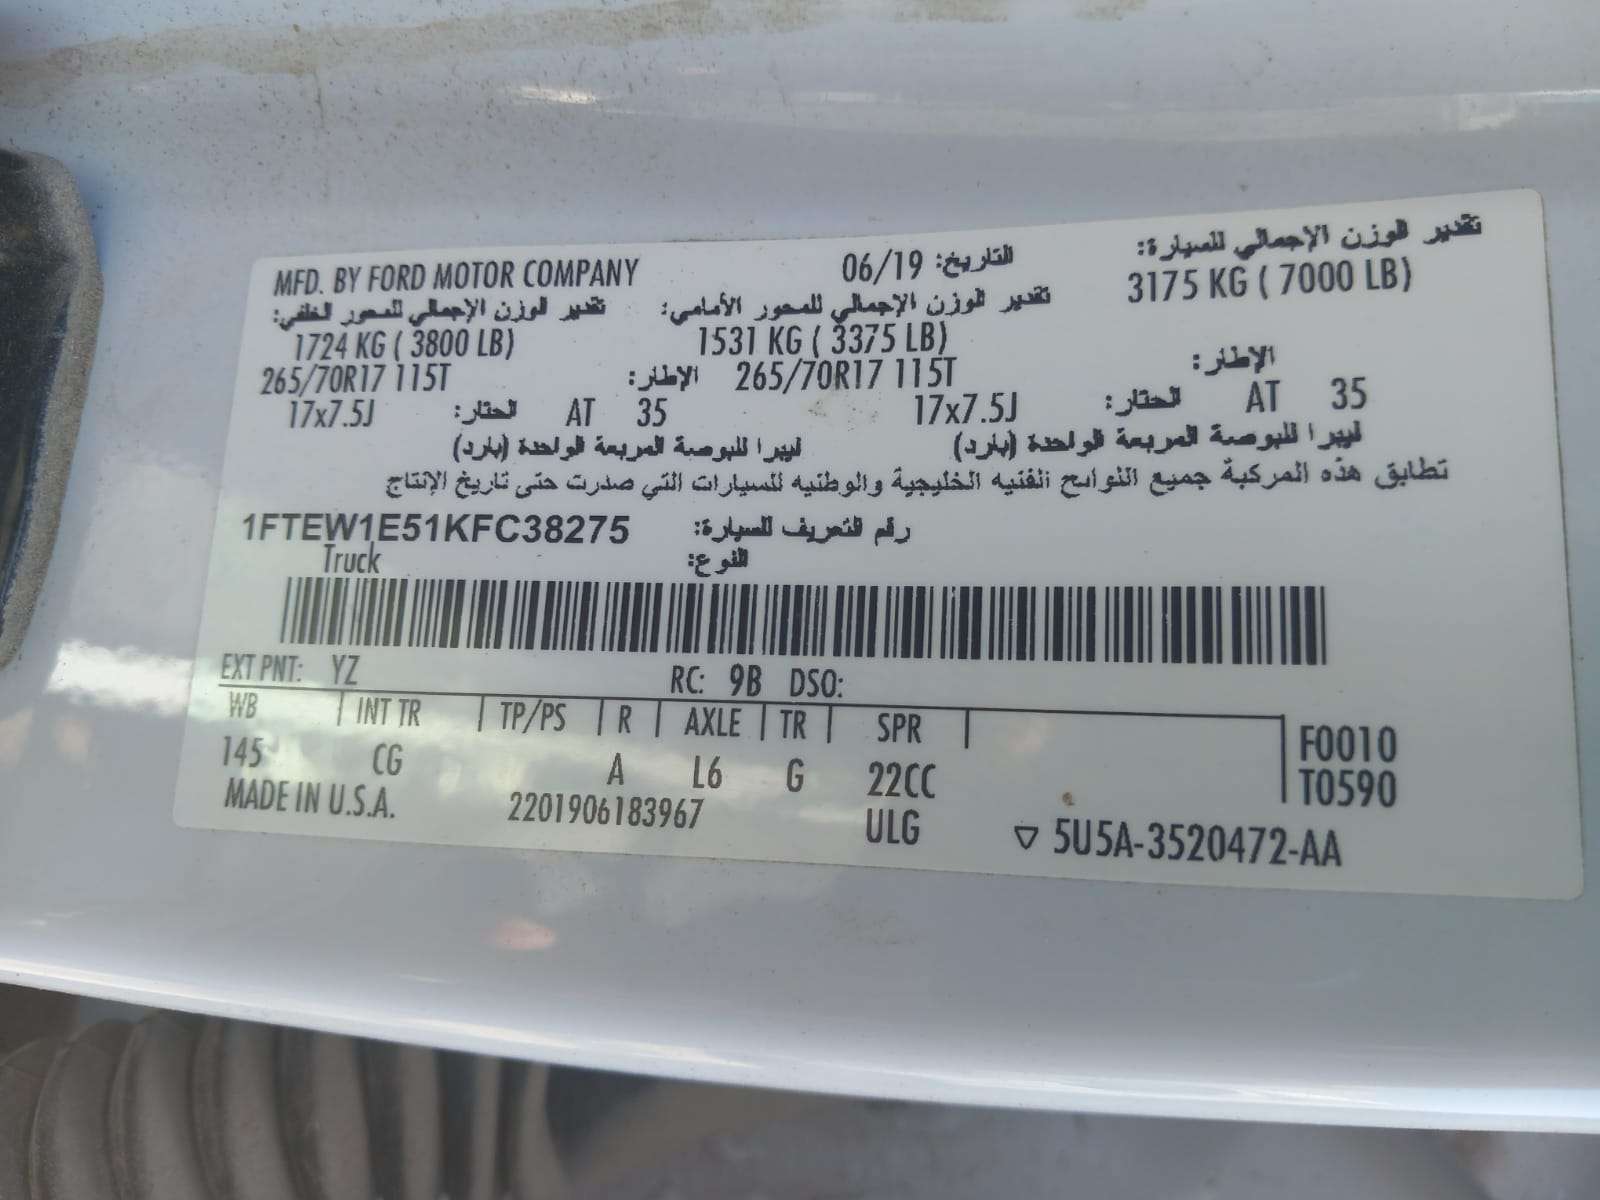 MFD. BY FORD MOTOR COMPANY 06/19 التاريخ: تقدير الوزن الإجمالي للسيارة:
3175 KG ( 7000 LB)
تقدير الوزن الإجمالي للمحور الأمامي: تقدير الوزن الإجمالي للمحور الخلفي:
1724 KG ( 3800 LB) 1531 KG ( 3375 LB)
265/70R17 115T الإطار: 265/70R17 115T الإطار:
17x7.5J الحتار: AT 35 17x7.5J الحتار: AT 35
ليبرا للبوصة المربعة الواحدة (بارد) ليبرا للبوصة المربعة الواحدة (بارد)
تطابق هذه المركبة جميع اللوائح الفنيه الخليجية والوطنيه للسيارات التي صدرت حتى تاريخ الإنتاج
1FTEW1E51KFC38275 رقم التعريف للسيارة:
Truck النوع:
EXT PNT: YZ RC: 9B DSO:
WB | INT TR | TP/PS | R | AXLE | TR | SPR | F0010
145 CG A L6 G 22CC T0590
MADE IN U.S.A. 2201906183967 ULG ▽ 5U5A-3520472-AA